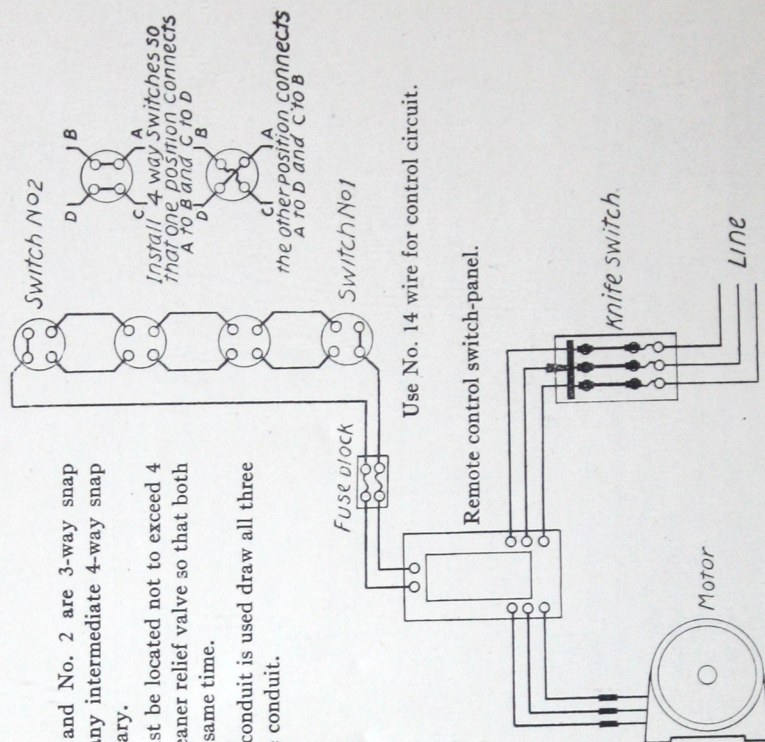 and No. 2 are 3-way snap
ny intermediate 4-way snap
ary.
st be located not to exceed 4
eaner relief valve so that both
same time.
conduit is used draw all three
conduit.
Switch No2
D
B
C
A
Install 4 way Switches so
that one position connects
A to B and C to D
D
B
C
A
the other position, connects
A to D and C to B
Switch No1
Fuse block
Use No. 14 wire for control circuit.
Remote control switch-panel.
Knife switch.
Line
Motor